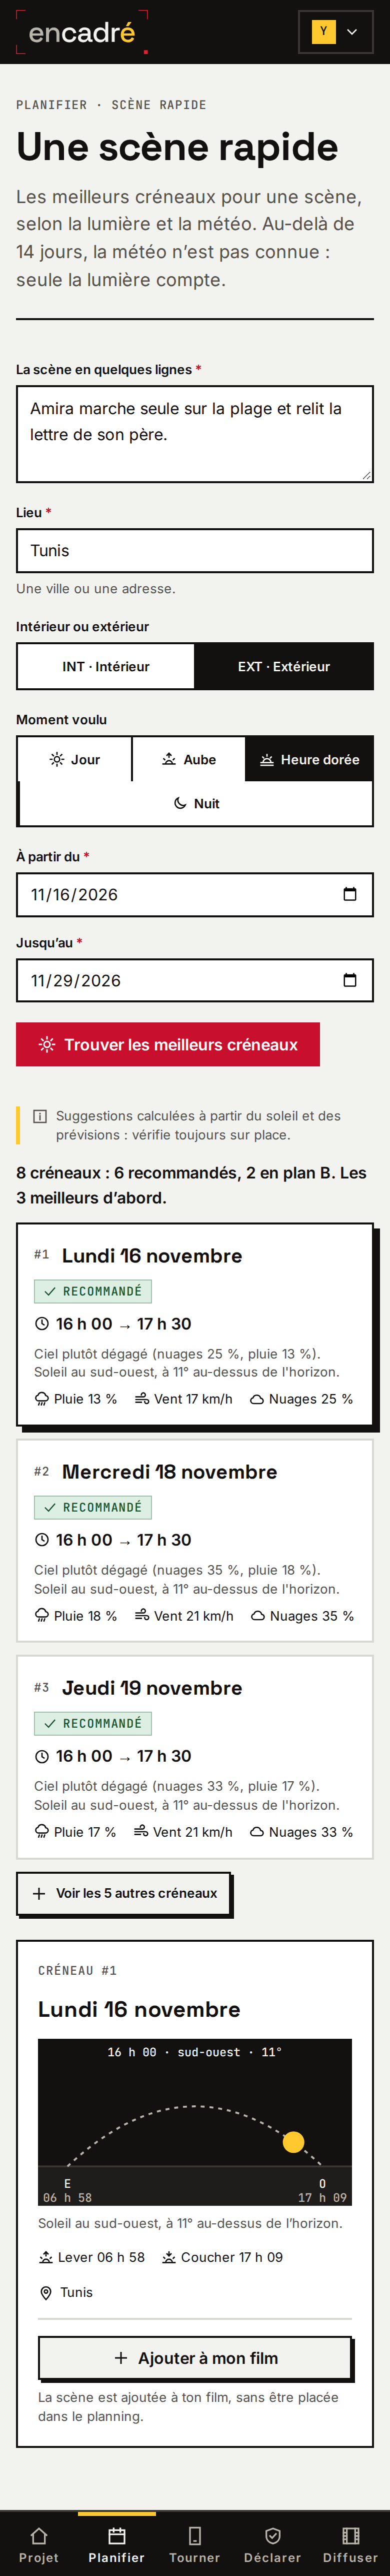 encadré
Y
PLANIFIER · SCÈNE RAPIDE
Une scène rapide
Les meilleurs créneaux pour une scène,
selon la lumière et la météo. Au-delà de
14 jours, la météo n’est pas connue :
seule la lumière compte.
La scène en quelques lignes *
Amira marche seule sur la plage et relit la
lettre de son père.
Lieu *
Tunis
Une ville ou une adresse.
Intérieur ou extérieur
INT · Intérieur EXT · Extérieur
Moment voulu
Jour Aube Heure dorée
Nuit
À partir du *
11/16/2026
Jusqu’au *
11/29/2026
Trouver les meilleurs créneaux
Suggestions calculées à partir du soleil et des
prévisions : vérifie toujours sur place.
8 créneaux : 6 recommandés, 2 en plan B. Les
3 meilleurs d’abord.
#1 Lundi 16 novembre
RECOMMANDÉ
16 h 00 → 17 h 30
Ciel plutôt dégagé (nuages 25 %, pluie 13 %).
Soleil au sud-ouest, à 11° au-dessus de l'horizon.
Pluie 13 % Vent 17 km/h Nuages 25 %
#2 Mercredi 18 novembre
RECOMMANDÉ
16 h 00 → 17 h 30
Ciel plutôt dégagé (nuages 35 %, pluie 18 %).
Soleil au sud-ouest, à 11° au-dessus de l'horizon.
Pluie 18 % Vent 21 km/h Nuages 35 %
#3 Jeudi 19 novembre
RECOMMANDÉ
16 h 00 → 17 h 30
Ciel plutôt dégagé (nuages 33 %, pluie 17 %).
Soleil au sud-ouest, à 11° au-dessus de l'horizon.
Pluie 17 % Vent 21 km/h Nuages 33 %
Voir les 5 autres créneaux
CRÉNEAU #1
Lundi 16 novembre
16 h 00 · sud-ouest · 11°
E O
06 h 58 17 h 09
Soleil au sud-ouest, à 11° au-dessus de l’horizon.
Lever 06 h 58 Coucher 17 h 09
Tunis
Ajouter à mon film
La scène est ajoutée à ton film, sans être placée
dans le planning.
Projet Planifier Tourner Déclarer Diffuser